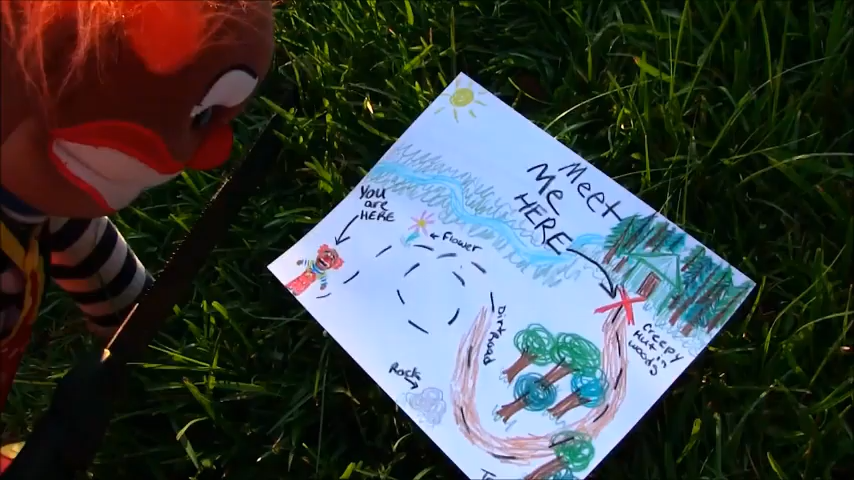 Meet
Me
HERE
YOU
are
HERE
Flower
Dirt Road
Rock
CREEPY
Hut in
woods